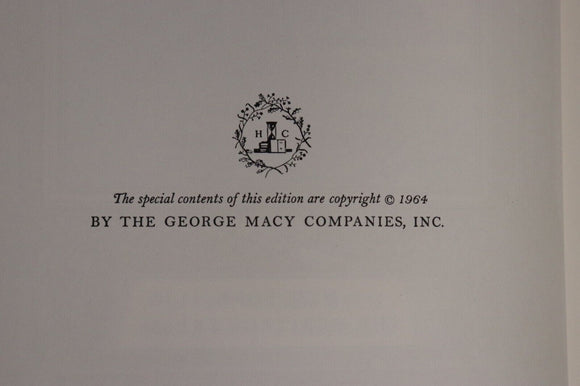 H C
The special contents of this edition are copyright © 1964
BY THE GEORGE MACY COMPANIES, INC.